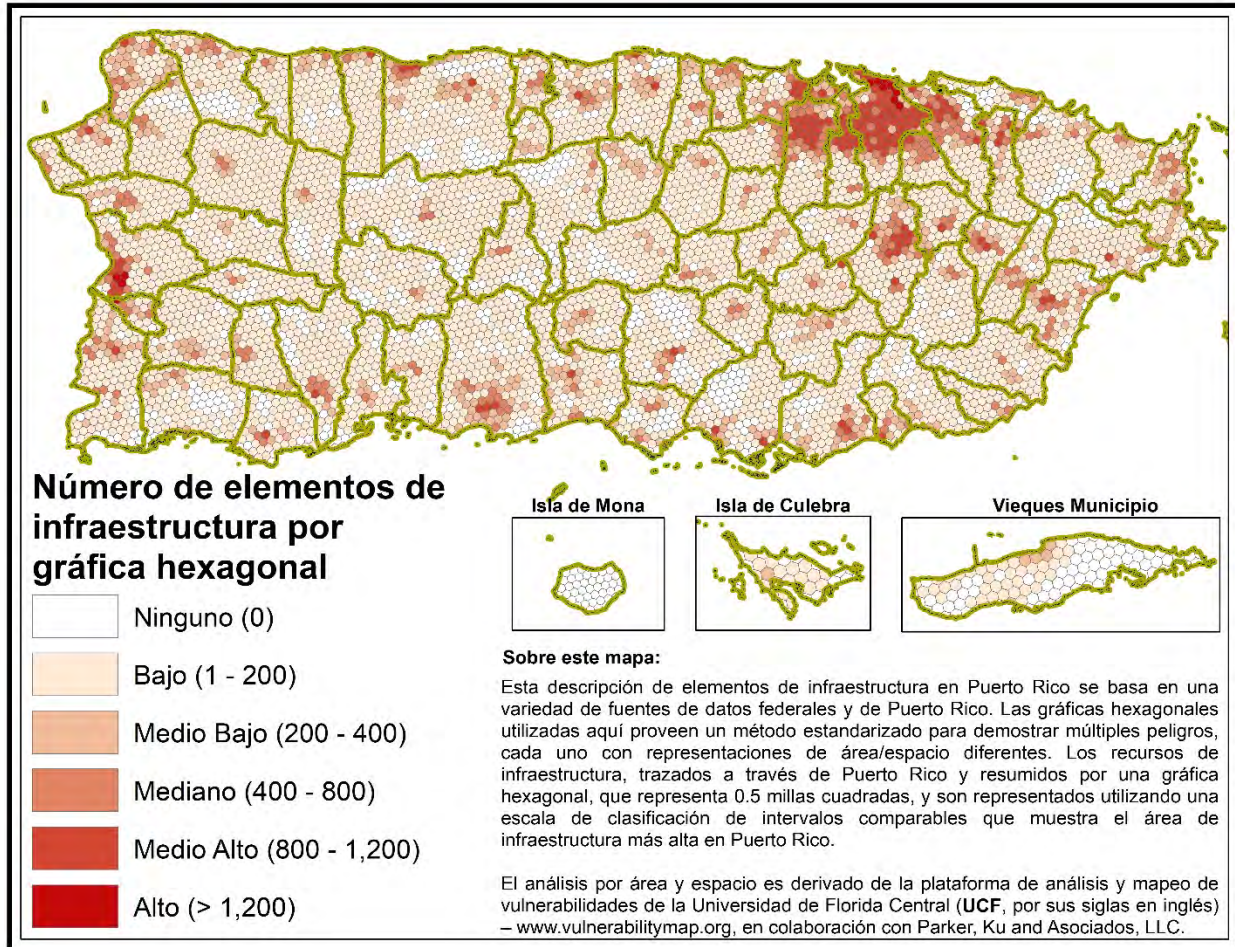 Número de elementos de
infraestructura por
gráfica hexagonal
Ninguno (0)
Bajo (1 - 200)
Medio Bajo (200 - 400)
Mediano (400 - 800)
Medio Alto (800 - 1,200)
Alto (> 1,200)
Isla de Mona
Isla de Culebra
Vieques Municipio
Sobre este mapa:
Esta descripción de elementos de infraestructura en Puerto Rico se basa en una
variedad de fuentes de datos federales y de Puerto Rico. Las gráficas hexagonales
utilizadas aquí proveen un método estandarizado para demostrar múltiples peligros,
cada uno con representaciones de área/espacio diferentes. Los recursos de
infraestructura, trazados a través de Puerto Rico y resumidos por una gráfica
hexagonal, que representa 0.5 millas cuadradas, y son representados utilizando una
escala de clasificación de intervalos comparables que muestra el área de
infraestructura más alta en Puerto Rico.
El análisis por área y espacio es derivado de la plataforma de análisis y mapeo de
vulnerabilidades de la Universidad de Florida Central (UCF, por sus siglas en inglés)
– www.vulnerabilitymap.org, en colaboración con Parker, Ku and Asociados, LLC.